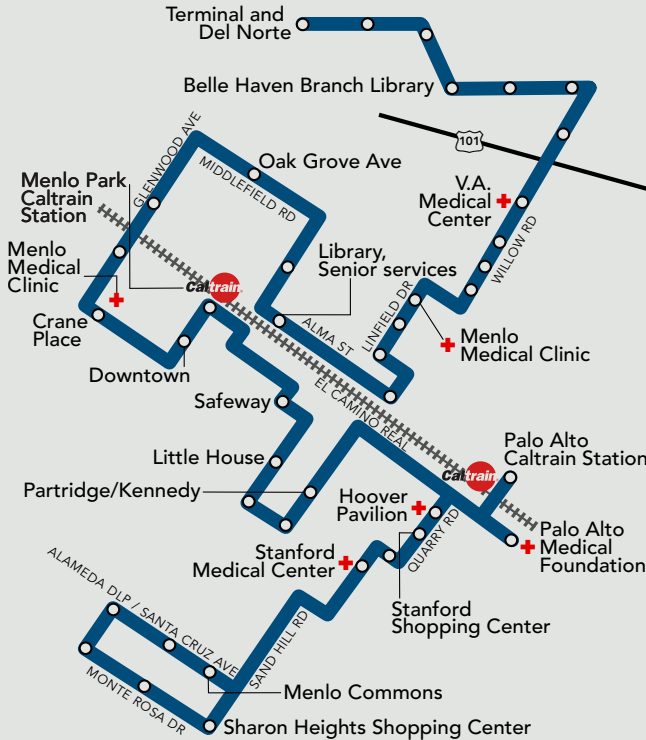 Terminal and
Del Norte
Belle Haven Branch Library
101
GLENWOOD AVE
MIDDLEFIELD RD
Oak Grove Ave
Menlo Park
Caltrain
Station
V.A.
Medical
Center
WILLOW RD
Menlo
Medical
Clinic
Caltrain
Library,
Senior services
LINFIELD DR
Crane
Place
ALMA ST
Menlo
Medical Clinic
Downtown
EL CAMINO REAL
Safeway
Palo Alto
Caltrain Station
Little House
Caltrain
Partridge/Kennedy
Hoover
Pavilion
QUARRY RD
Palo Alto
Medical
Foundation
Stanford
Medical Center
ALAMEDA DLP / SANTA CRUZ AVE
SAND HILL RD
Stanford
Shopping Center
MONTE ROSA DR
Menlo Commons
Sharon Heights Shopping Center